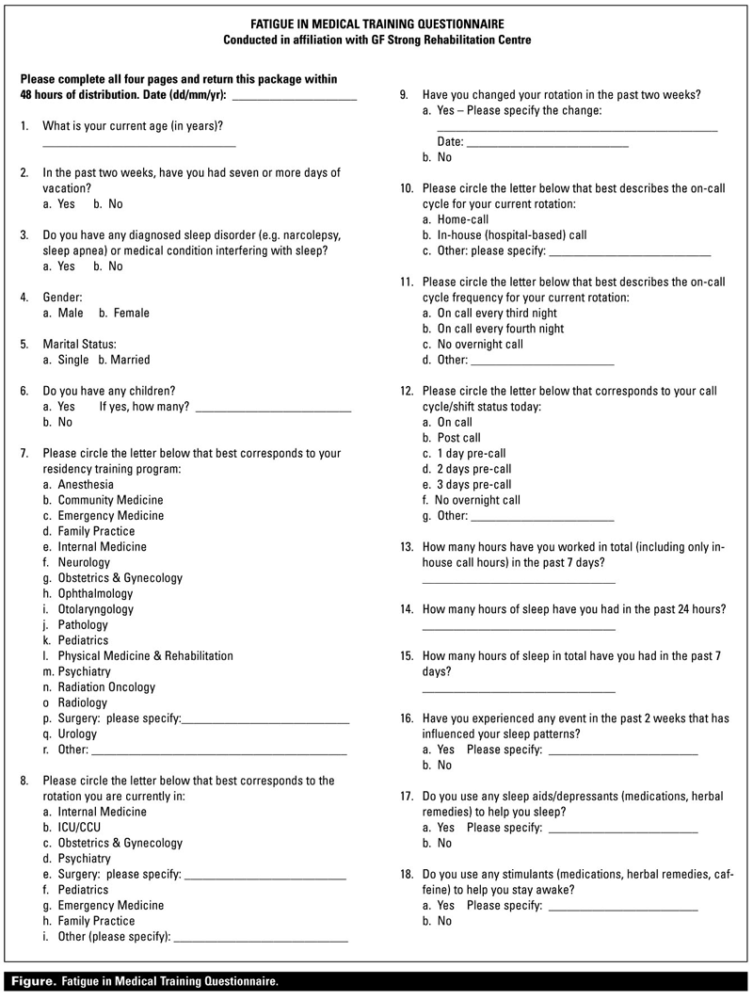 FATIGUE IN MEDICAL TRAINING QUESTIONNAIRE
Conducted in affiliation with GF Strong Rehabilitation Centre
Please complete all four pages and return this package within
48 hours of distribution. Date (dd/mm/yr): ____________________
1. What is your current age (in years)?
_______________________________
2. In the past two weeks, have you had seven or more days of
vacation?
a. Yes b. No
3. Do you have any diagnosed sleep disorder (e.g. narcolepsy,
sleep apnea) or medical condition interfering with sleep?
a. Yes b. No
4. Gender:
a. Male b. Female
5. Marital Status:
a. Single b. Married
6. Do you have any children?
a. Yes If yes, how many? _________________________
b. No
7. Please circle the letter below that best corresponds to your
residency training program:
a. Anesthesia
b. Community Medicine
c. Emergency Medicine
d. Family Practice
e. Internal Medicine
f. Neurology
g. Obstetrics & Gynecology
h. Ophthalmology
i. Otolaryngology
j. Pathology
k. Pediatrics
l. Physical Medicine & Rehabilitation
m. Psychiatry
n. Radiation Oncology
o Radiology
p. Surgery: please specify:___________________________
q. Urology
r. Other: _________________________________________
8. Please circle the letter below that best corresponds to the
rotation you are currently in:
a. Internal Medicine
b. ICU/CCU
c. Obstetrics & Gynecology
d. Psychiatry
e. Surgery: please specify: __________________________
f. Pediatrics
g. Emergency Medicine
h. Family Practice
i. Other (please specify): ____________________________
9. Have you changed your rotation in the past two weeks?
a. Yes – Please specify the change:
_____________________________________________
Date: __________________________
b. No
10. Please circle the letter below that best describes the on-call
cycle for your current rotation:
a. Home-call
b. In-house (hospital-based) call
c. Other: please specify: __________________________
11. Please circle the letter below that best describes the on-call
cycle frequency for your current rotation:
a. On call every third night
b. On call every fourth night
c. No overnight call
d. Other: _______________________
12. Please circle the letter below that corresponds to your call
cycle/shift status today:
a. On call
b. Post call
c. 1 day pre-call
d. 2 days pre-call
e. 3 days pre-call
f. No overnight call
g. Other: _______________________
13. How many hours have you worked in total (including only in-
house call hours) in the past 7 days?
_______________________________
14. How many hours of sleep have you had in the past 24 hours?
_______________________________
15. How many hours of sleep in total have you had in the past 7
days?
_______________________________
16. Have you experienced any event in the past 2 weeks that has
influenced your sleep patterns?
a. Yes Please specify: ________________________
b. No
17. Do you use any sleep aids/depressants (medications, herbal
remedies) to help you sleep?
a. Yes Please specify: ________________________
b. No
18. Do you use any stimulants (medications, herbal remedies, caf-
feine) to help you stay awake?
a. Yes Please specify: ________________________
b. No
Figure. Fatigue in Medical Training Questionnaire.